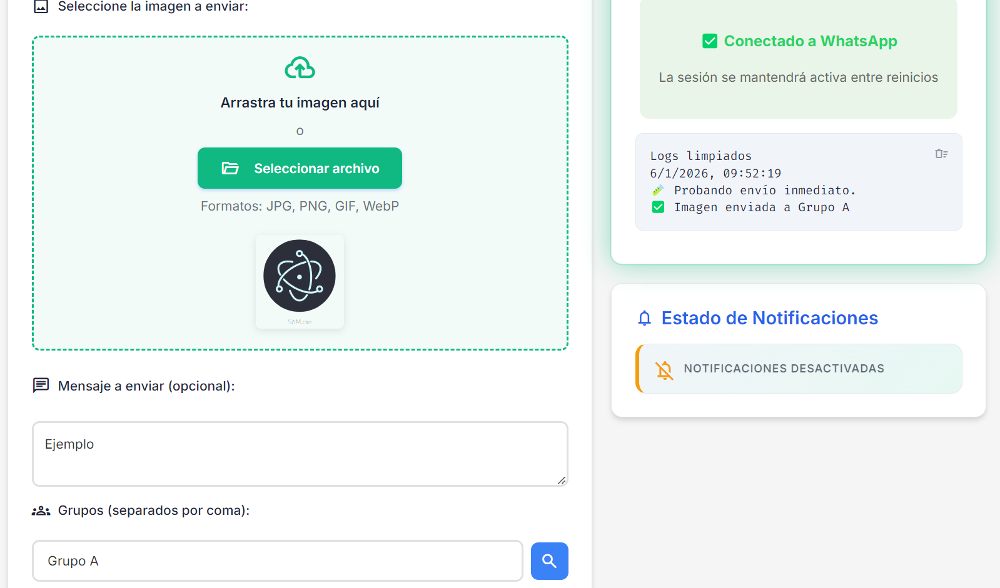 Seleccione la imagen a enviar:
Arrastra tu imagen aquí
o
Seleccionar archivo
Formatos: JPG, PNG, GIF, WebP
Mensaje a enviar (opcional):
Ejemplo
Grupos (separados por coma):
Grupo A
Conectado a WhatsApp
La sesión se mantendrá activa entre reinicios
Logs limpiados
6/1/2026, 09:52:19
Probando envío inmediato.
Imagen enviada a Grupo A
Estado de Notificaciones
NOTIFICACIONES DESACTIVADAS